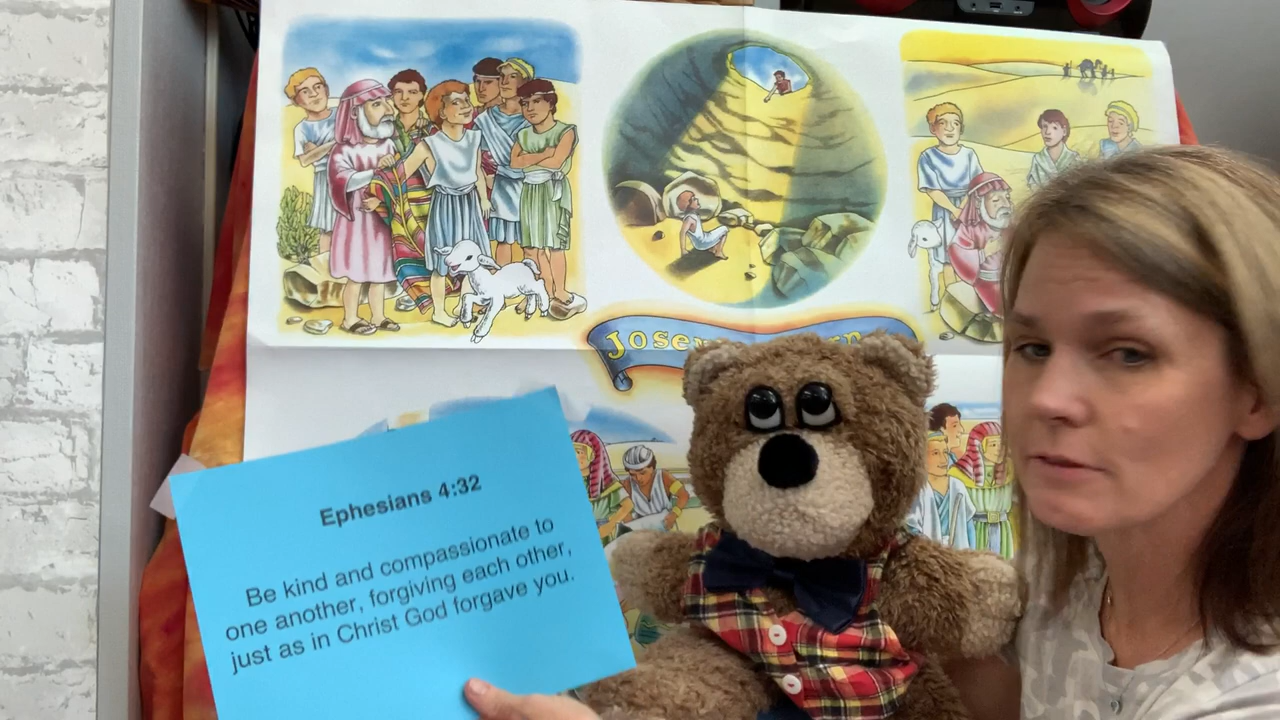 Jose
Ephesians 4:32
Be kind and compassionate to
one another, forgiving each other,
just as in Christ God forgave you.